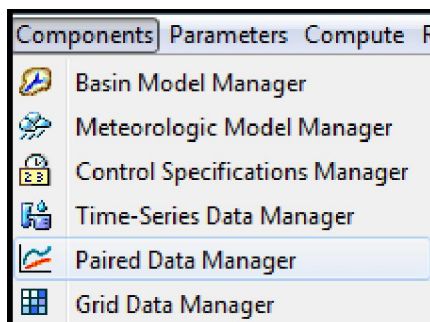 Components Parameters Compute
Basin Model Manager
Meteorologic Model Manager
Control Specifications Manager
Time-Series Data Manager
Paired Data Manager
Grid Data Manager